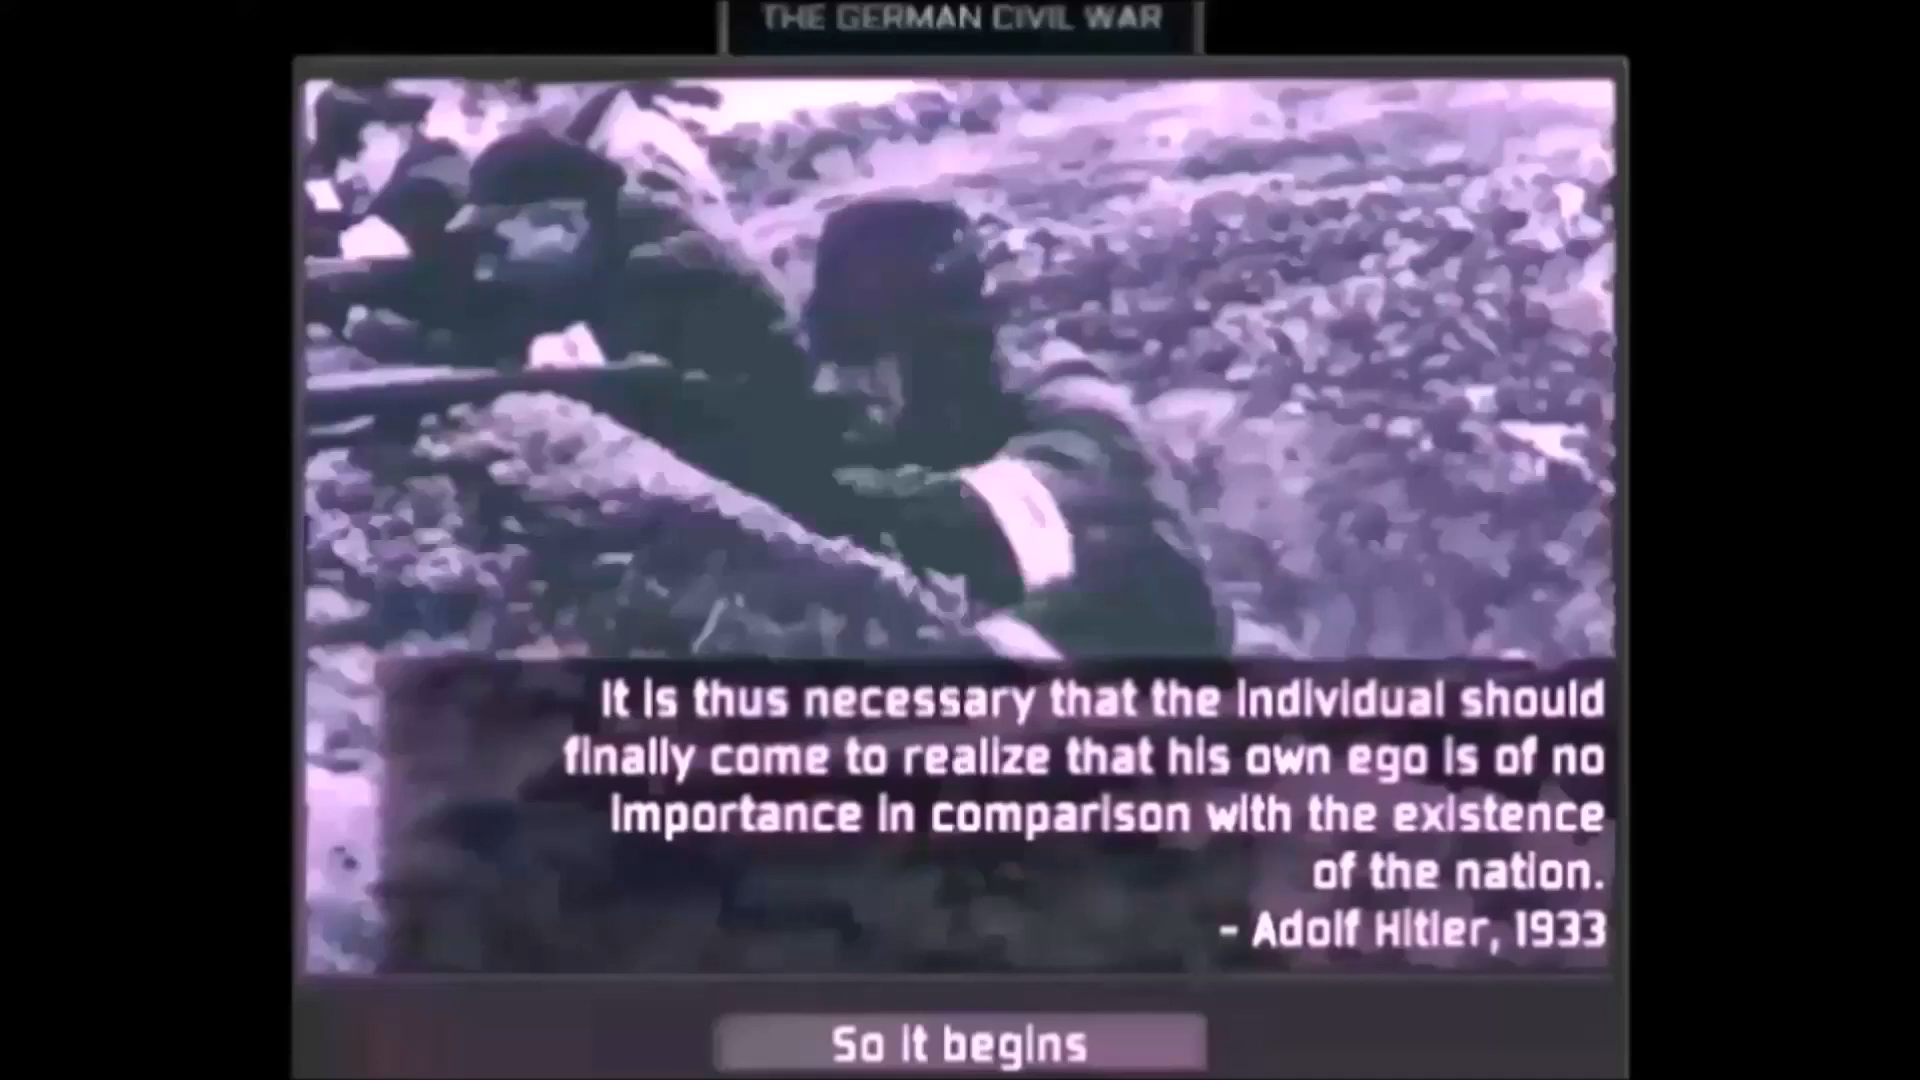 THE GERMAN CIVIL WAR
It is thus necessary that the individual should
finally come to realize that his own ego is of no
importance in comparison with the existence
of the nation.
- Adolf Hitler, 1933
So it begins